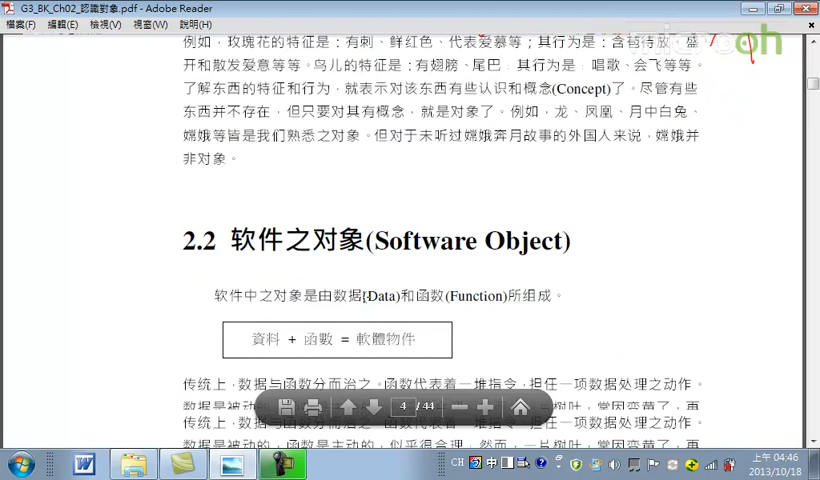 G3_BK_Ch02_認識對象.pdf - Adobe Reader
檔案(F) 編輯(E) 檢視(V) 視窗(W) 說明(H)
例如，玫瑰花的特征是：有刺、鲜红色、代表爱慕等；其行为是：含苞待放、盛
microoh
开和散发爱意等等。鸟儿的特征是：有翅膀、尾巴，其行为是：唱歌、会飞等等。
了解东西的特征和行为，就表示对该东西有些认识和概念(Concept)了。尽管有些
东西并不存在，但只要对其有概念，就是对象了。例如，龙、凤凰、月中白兔、
嫦娥等皆是我们熟悉之对象。但对于未听过嫦娥奔月故事的外国人来说，嫦娥并
非对象。
2.2 软件之对象(Software Object)
软件中之对象是由数据(Data)和函数(Function)所组成。
資料 + 函數 = 軟體物件
传统上，数据与函数分而治之。函数代表着一堆指令，担任一项数据处理之动作。
数据是被动
树叶，常因变黄了，再
4 / 44
传统上，数据与函数分而治之。函数代表着一堆指令，担任一项数据处理之动作。
数据是被动的，函数是主动的，似乎很合理，然而，一片树叶，常因变黄了，再
CH 中
上午 04:46
2013/10/18